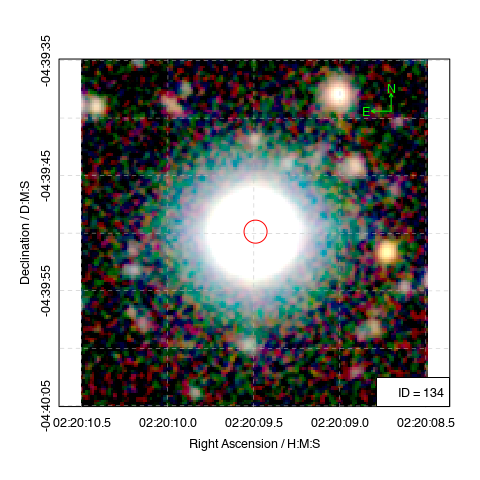 -04:39:35
N
E
-04:39:45
Declination / D:M:S
-04:39:55
-04:40:05
ID = 134
02:20:10.5 02:20:10.0 02:20:09.5 02:20:09.0 02:20:08.5
Right Ascension / H:M:S